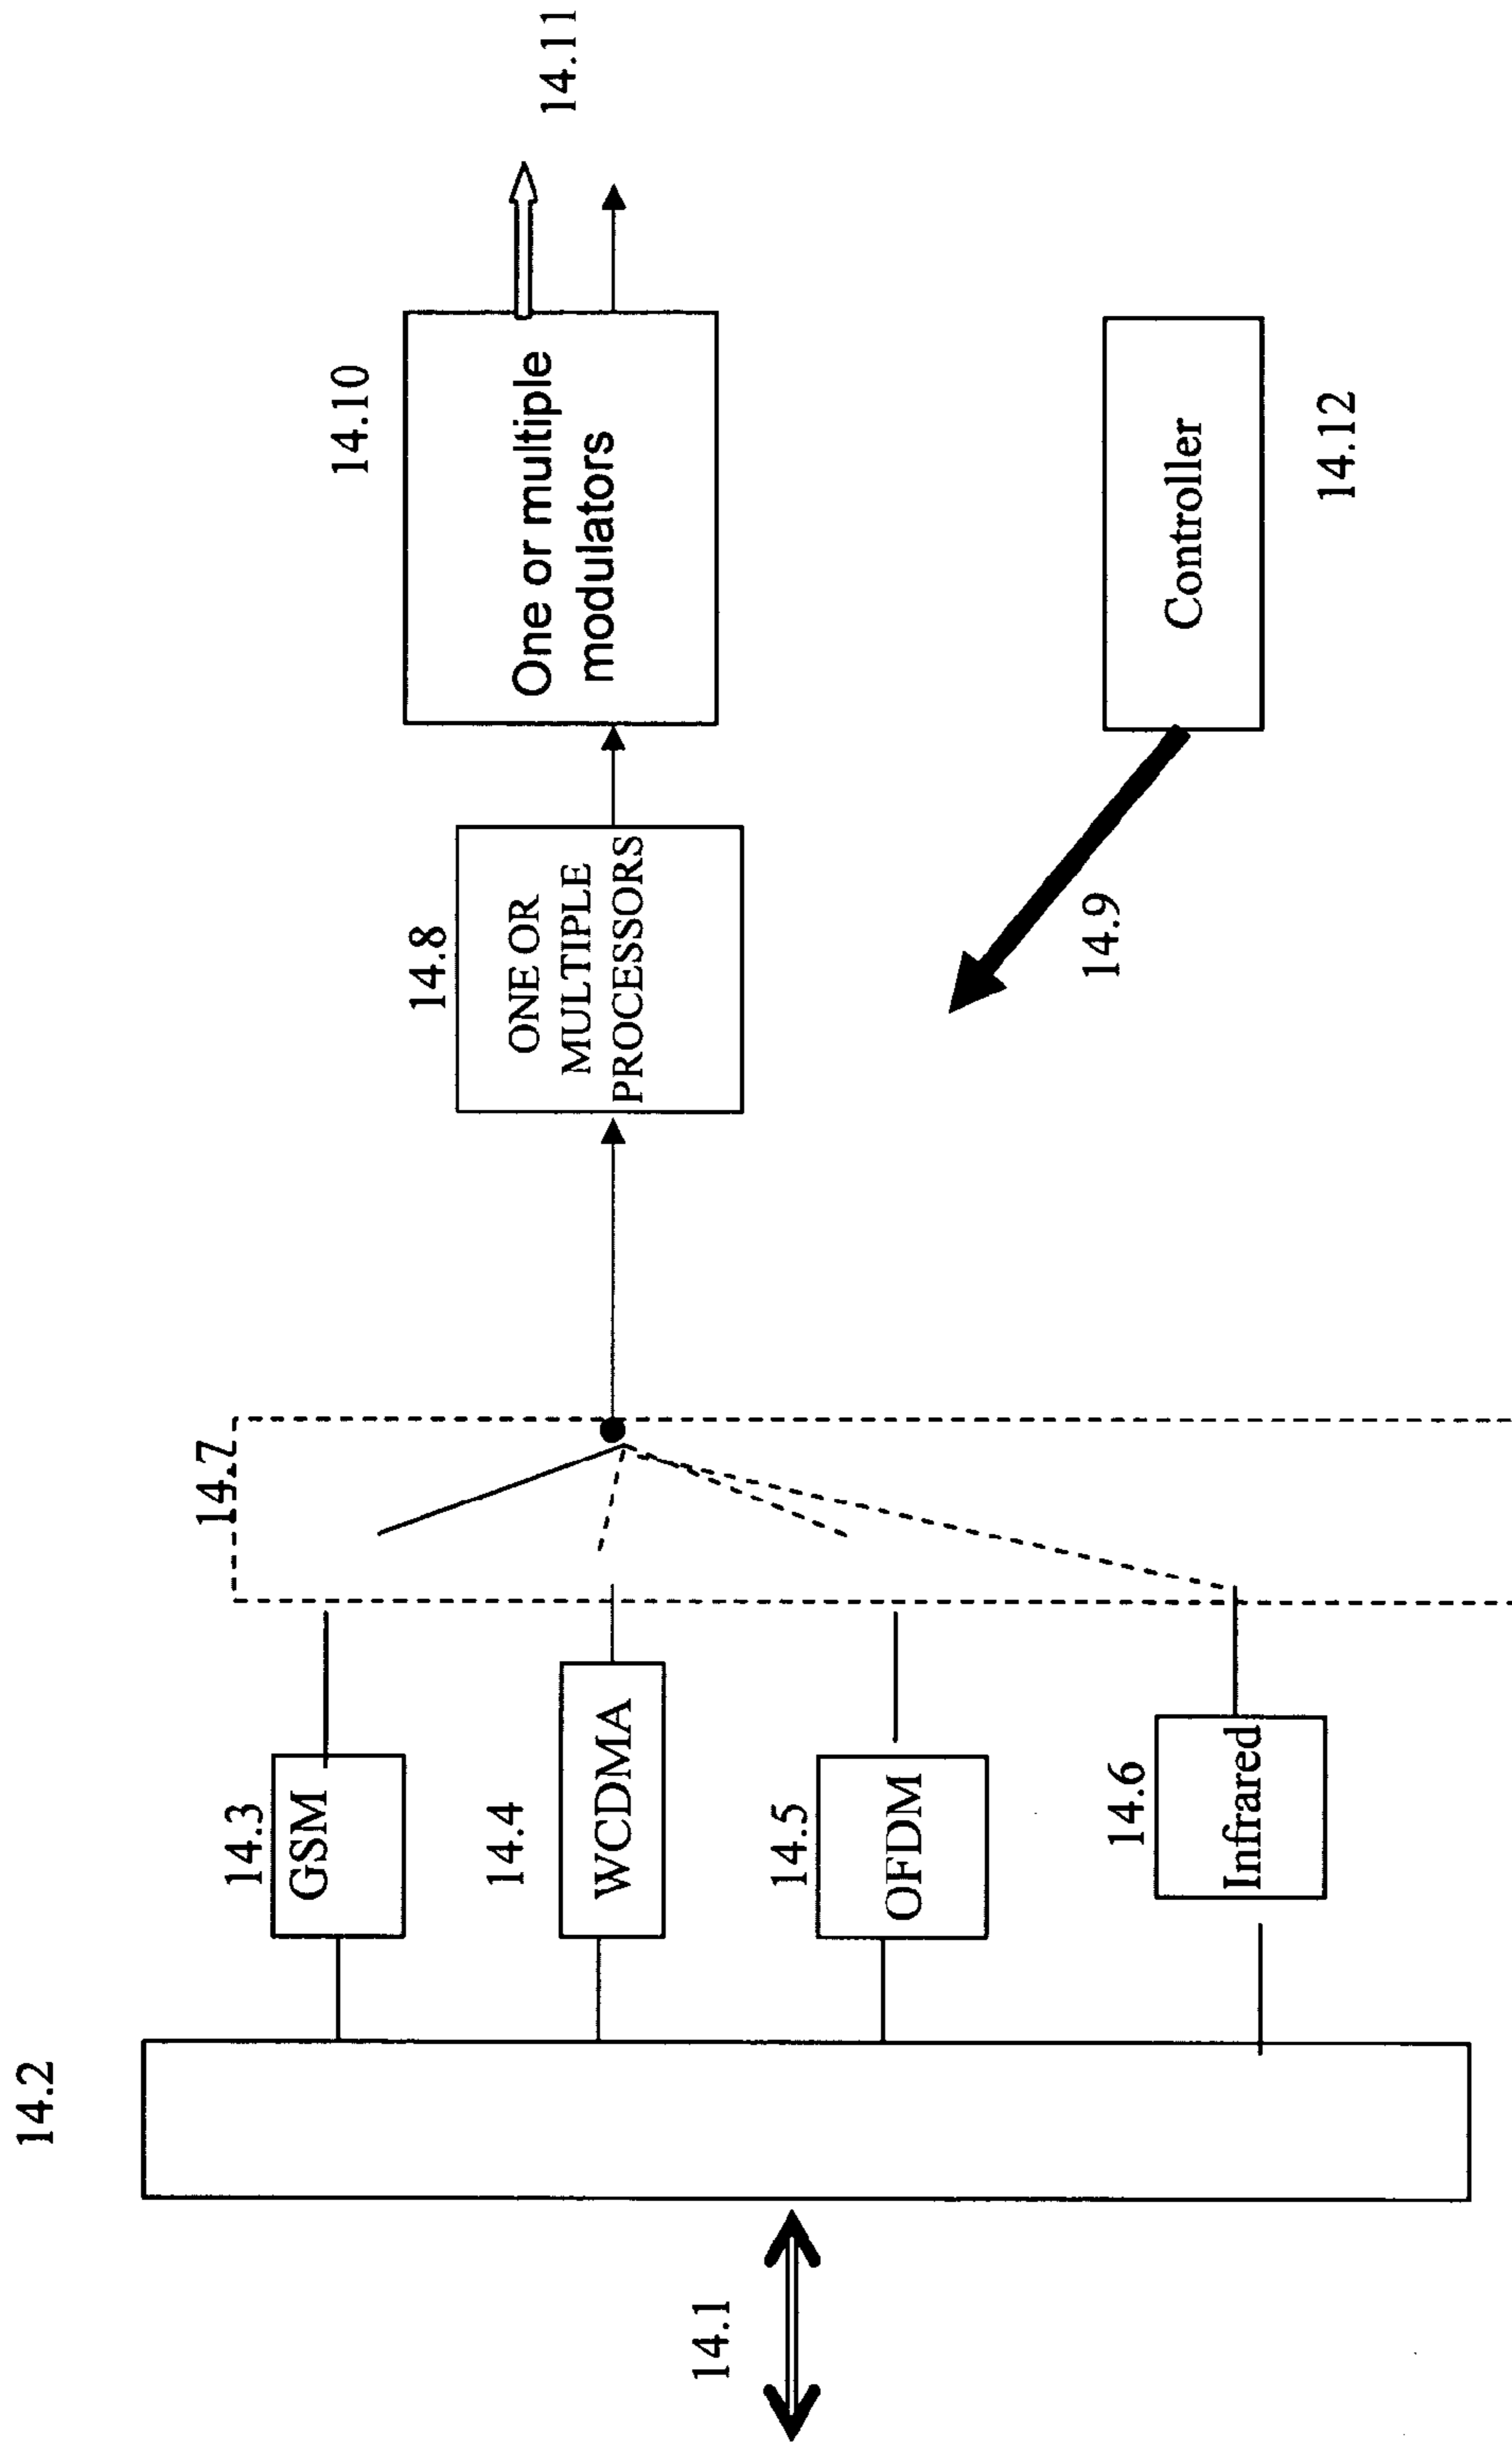 14.2
14.1
14.3
GSM
14.4
WCDMA
14.5
OFDM
14.6
Infrared
14.7
14.8
ONE OR
MULTIPLE
PROCESSORS
14.10
One or multiple
modulators
14.11
14.9
Controller
14.12